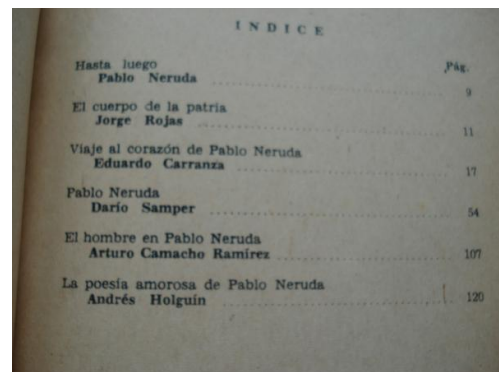 INDICE
Pág.
Hasta luego
Pablo Neruda ........ 9
El cuerpo de la patria
Jorge Rojas ........ 11
Viaje al corazón de Pablo Neruda
Eduardo Carranza ........ 17
Pablo Neruda
Darío Samper ........ 54
El hombre en Pablo Neruda
Arturo Camacho Ramírez ........ 107
La poesía amorosa de Pablo Neruda
Andrés Holguín ........ 120